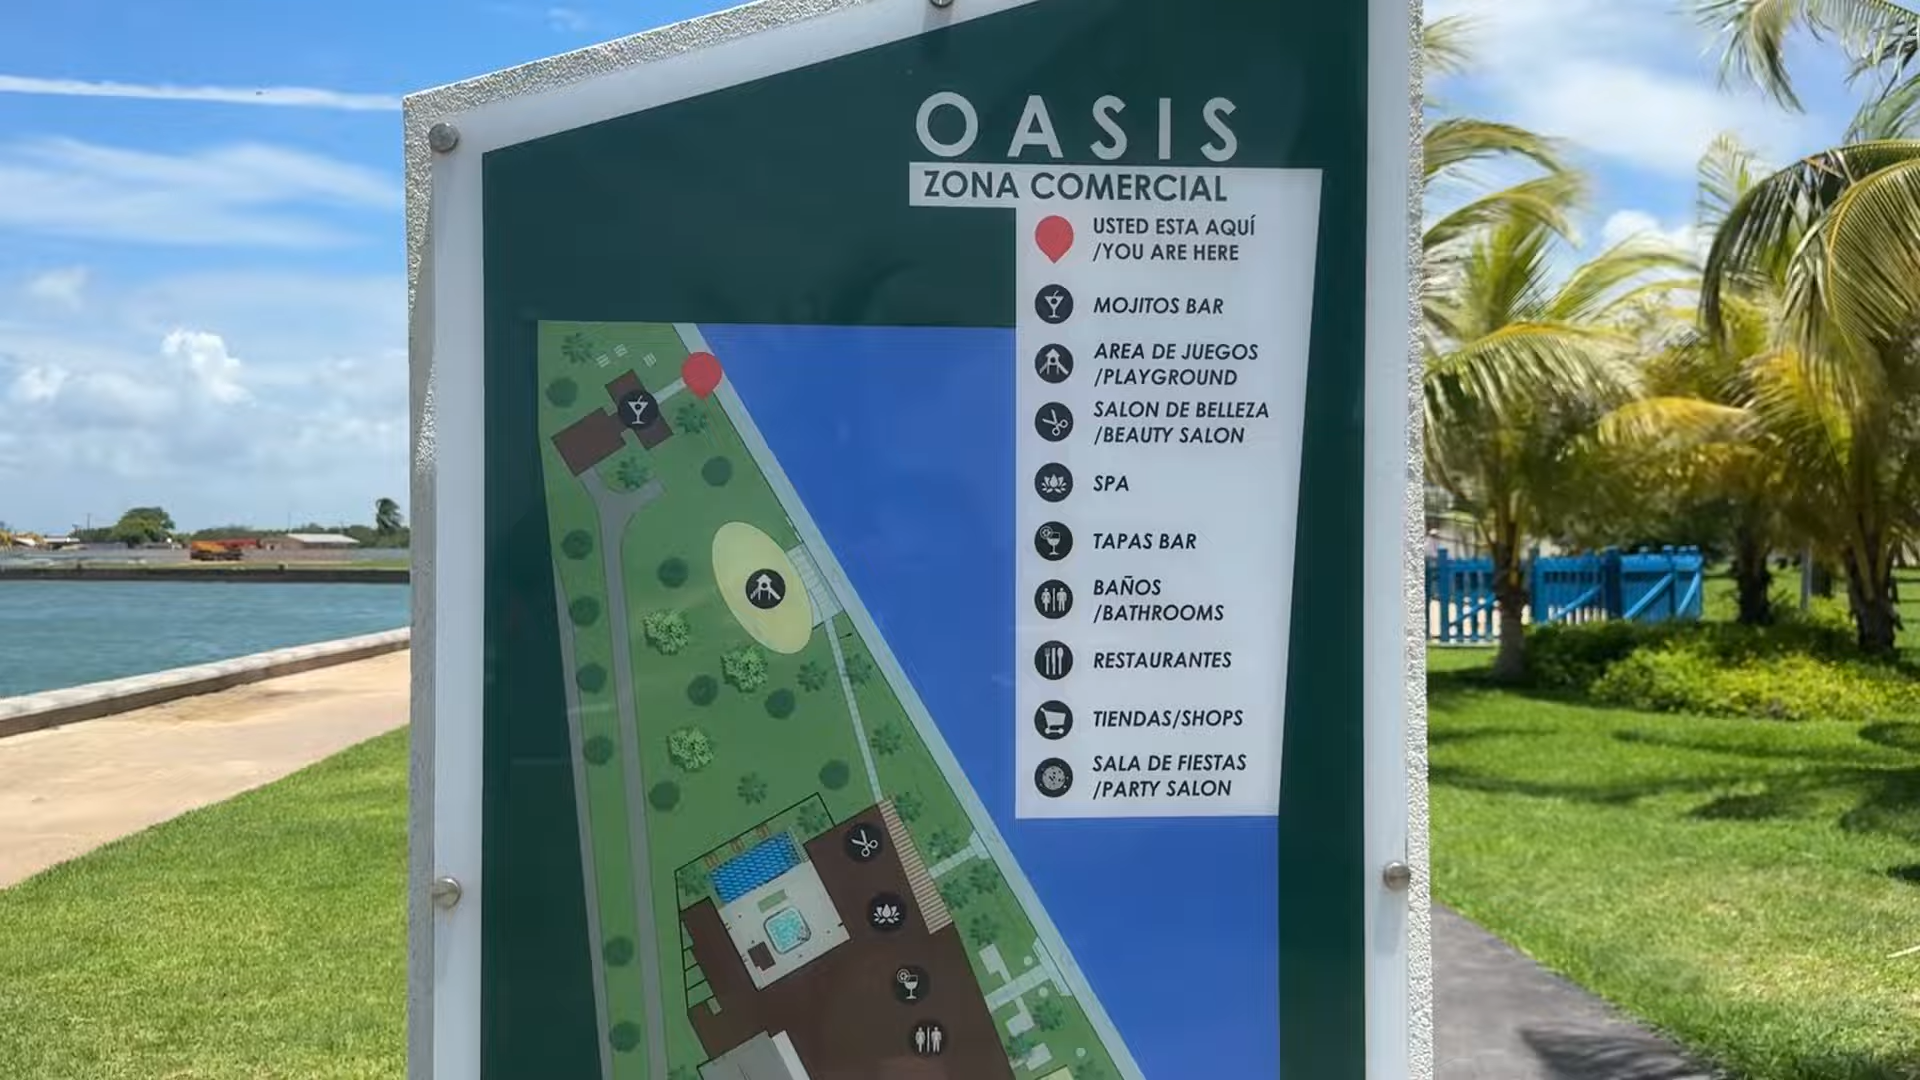 OASIS
ZONA COMERCIAL
USTED ESTA AQUÍ
/YOU ARE HERE
MOJITOS BAR
AREA DE JUEGOS
/PLAYGROUND
SALON DE BELLEZA
/BEAUTY SALON
SPA
TAPAS BAR
BAÑOS
/BATHROOMS
RESTAURANTES
TIENDAS/SHOPS
SALA DE FIESTAS
/PARTY SALON